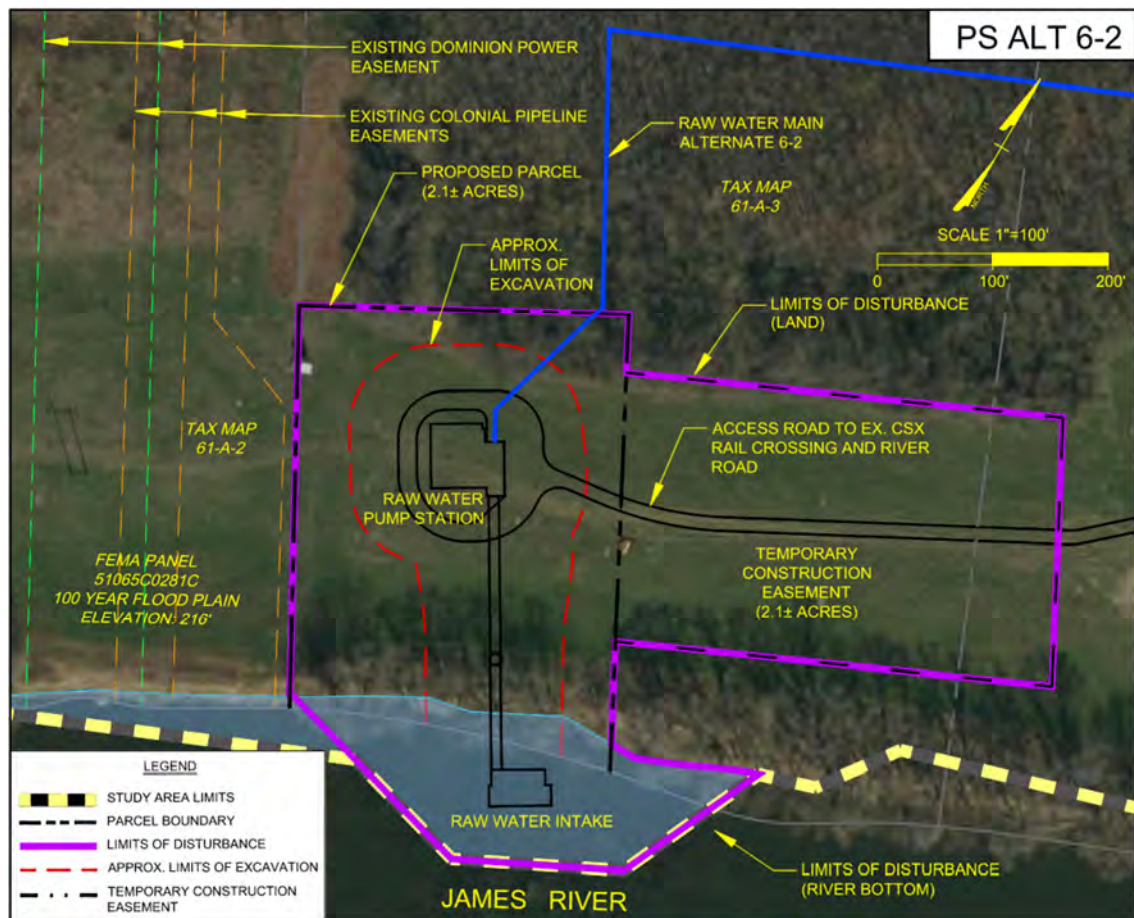 PS ALT 6-2
EXISTING DOMINION POWER
EASEMENT
EXISTING COLONIAL PIPELINE
EASEMENTS
RAW WATER MAIN
ALTERNATE 6-2
PROPOSED PARCEL
(2.1± ACRES)
TAX MAP
61-A-3
NORTH
SCALE 1"=100'
0
100'
200'
APPROX.
LIMITS OF
EXCAVATION
LIMITS OF DISTURBANCE
(LAND)
TAX MAP
61-A-2
ACCESS ROAD TO EX. CSX
RAIL CROSSING AND RIVER
ROAD
RAW WATER
PUMP STATION
FEMA PANEL
51065C0281C
100 YEAR FLOOD PLAIN
ELEVATION: 216'
TEMPORARY
CONSTRUCTION
EASEMENT
(2.1± ACRES)
RAW WATER INTAKE
LIMITS OF DISTURBANCE
(RIVER BOTTOM)
JAMES RIVER
LEGEND
STUDY AREA LIMITS
PARCEL BOUNDARY
LIMITS OF DISTURBANCE
APPROX. LIMITS OF EXCAVATION
TEMPORARY CONSTRUCTION
EASEMENT